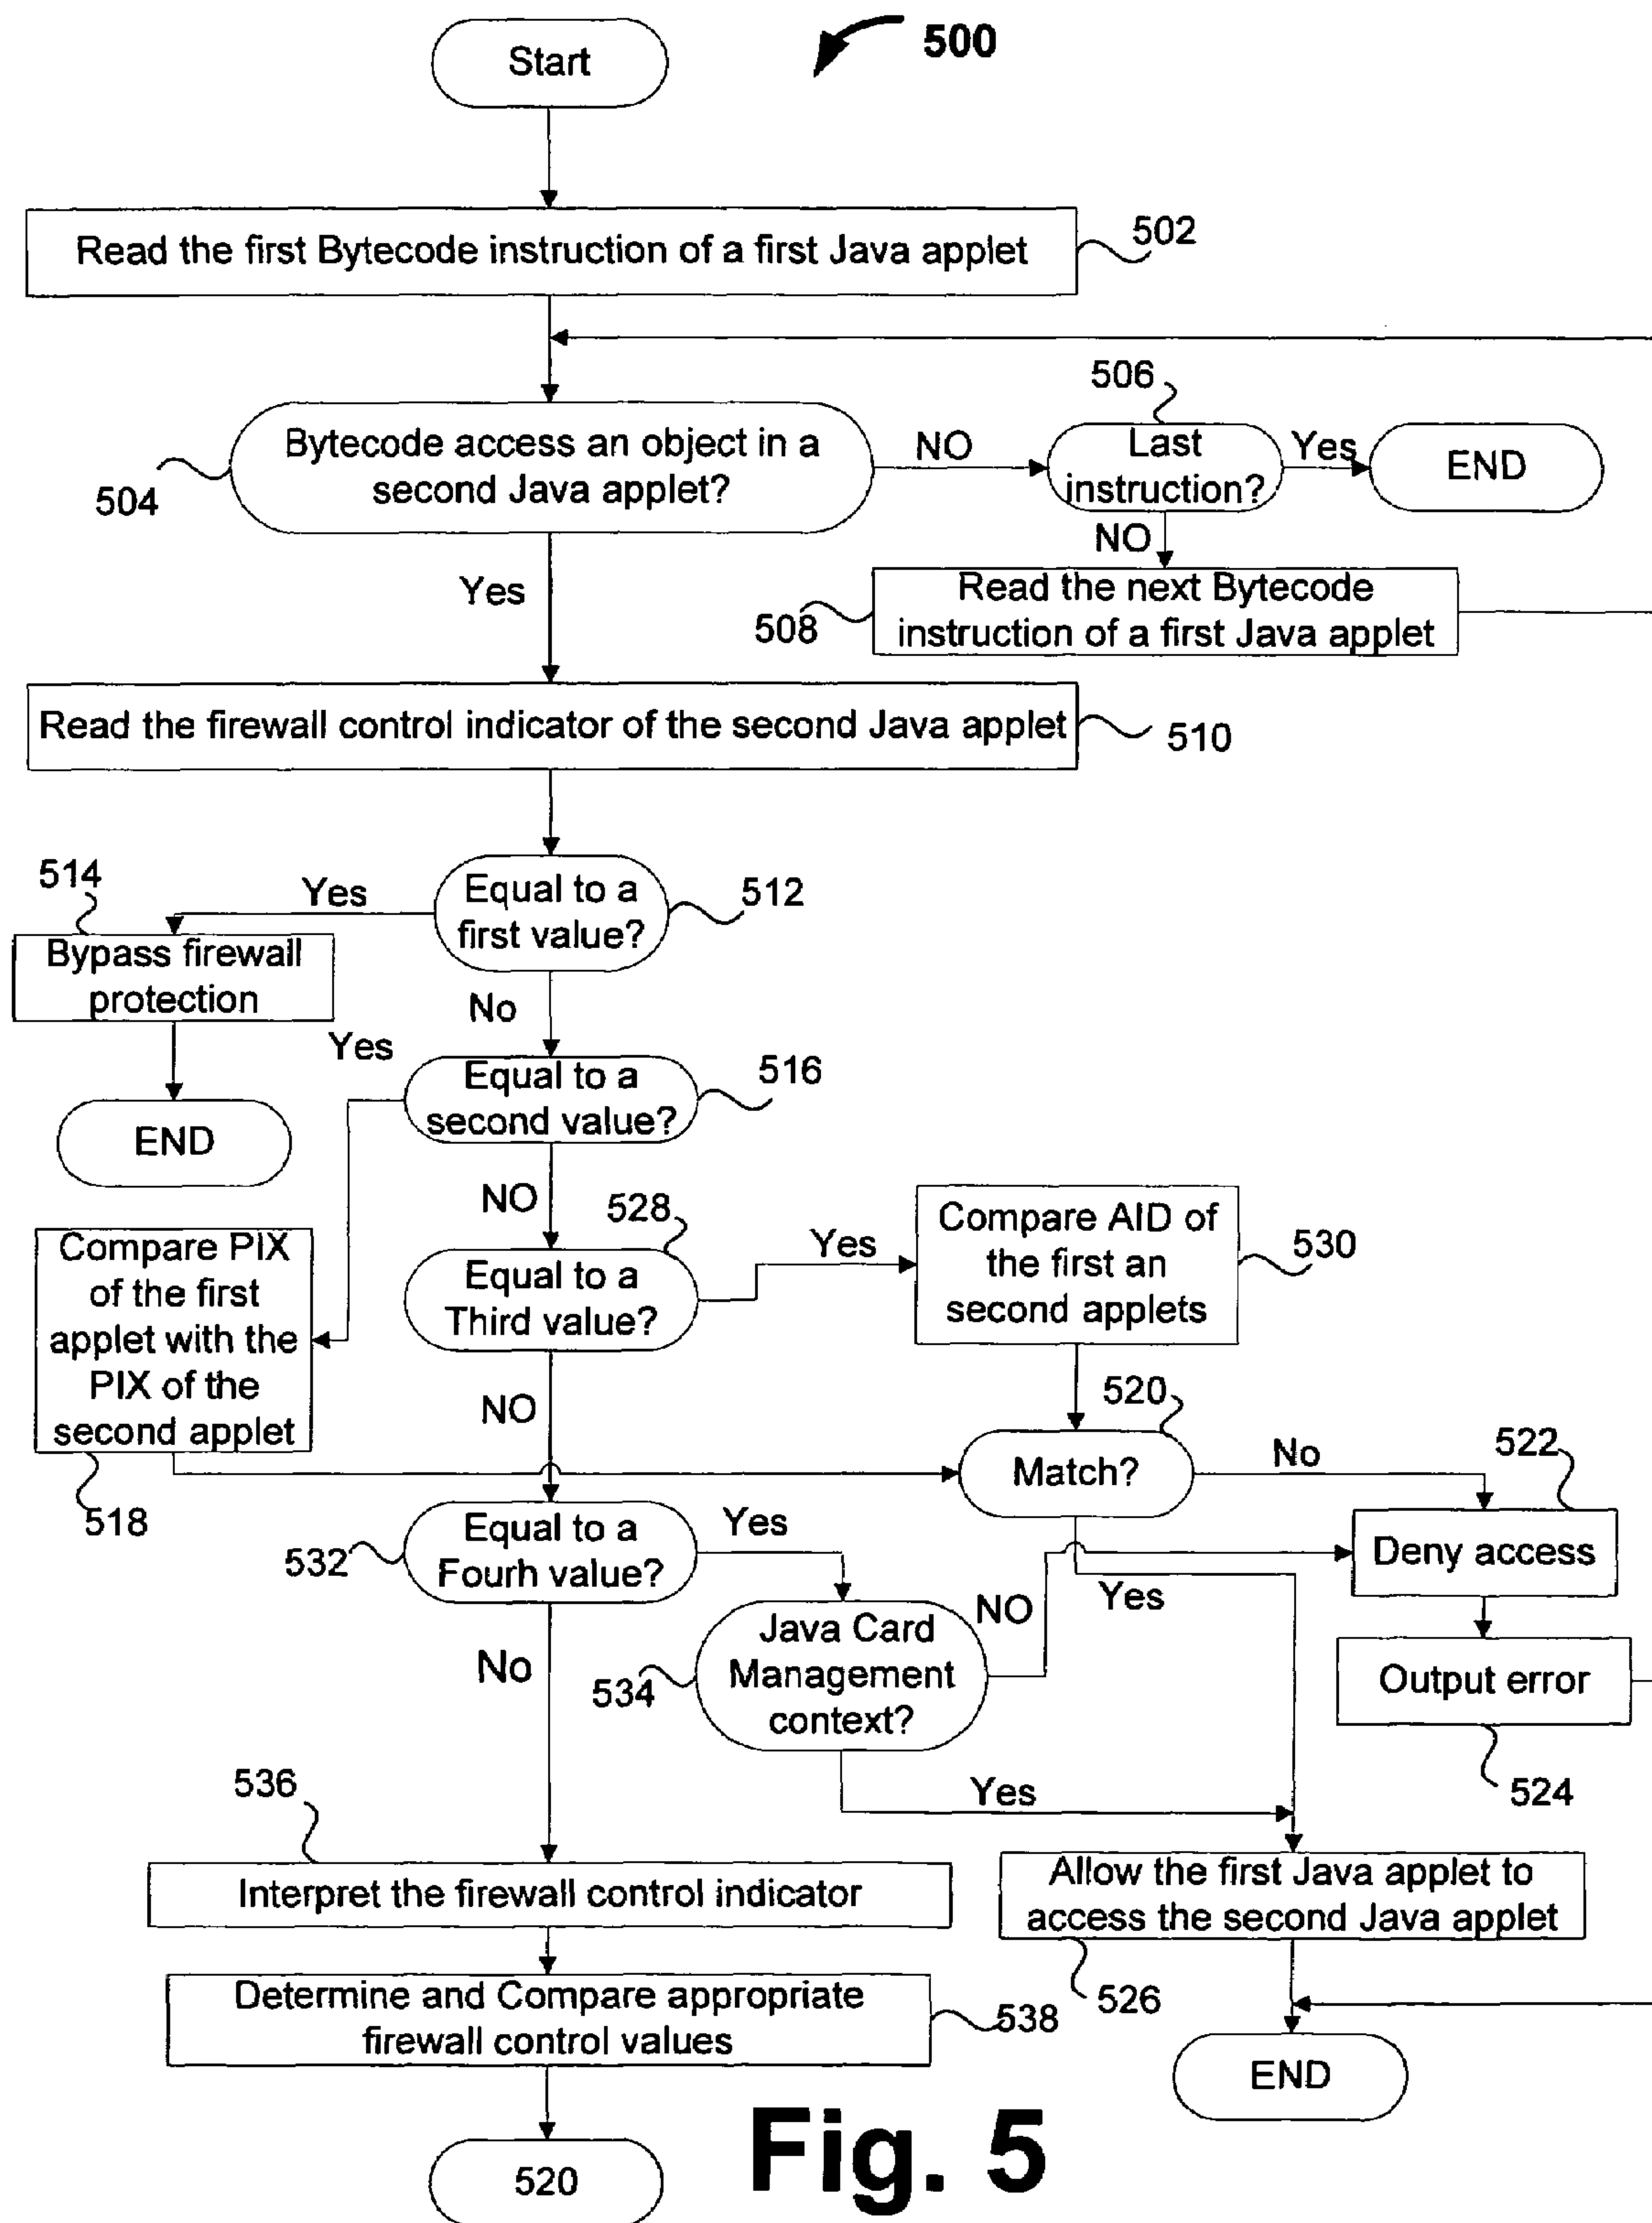 Start
500
Read the first Bytecode instruction of a first Java applet
502
506
Bytecode access an object in a
second Java applet?
504
NO
Last
instruction?
Yes
END
NO
Yes
Read the next Bytecode
instruction of a first Java applet
508
Read the firewall control indicator of the second Java applet
510
514
Yes
Equal to a
first value?
512
Bypass firewall
protection
No
Yes
END
Equal to a
second value?
516
NO
528
Compare PIX
of the first
applet with the
PIX of the
second applet
518
Equal to a
Third value?
Yes
Compare AID of
the first an
second applets
530
NO
520
Match?
No
522
Equal to a
Fourh value?
532
Yes
Deny access
Yes
NO
Java Card
Management
context?
534
No
Output error
524
Yes
536
Interpret the firewall control indicator
Allow the first Java applet to
access the second Java applet
526
Determine and Compare appropriate
firewall control values
538
END
520
Fig. 5